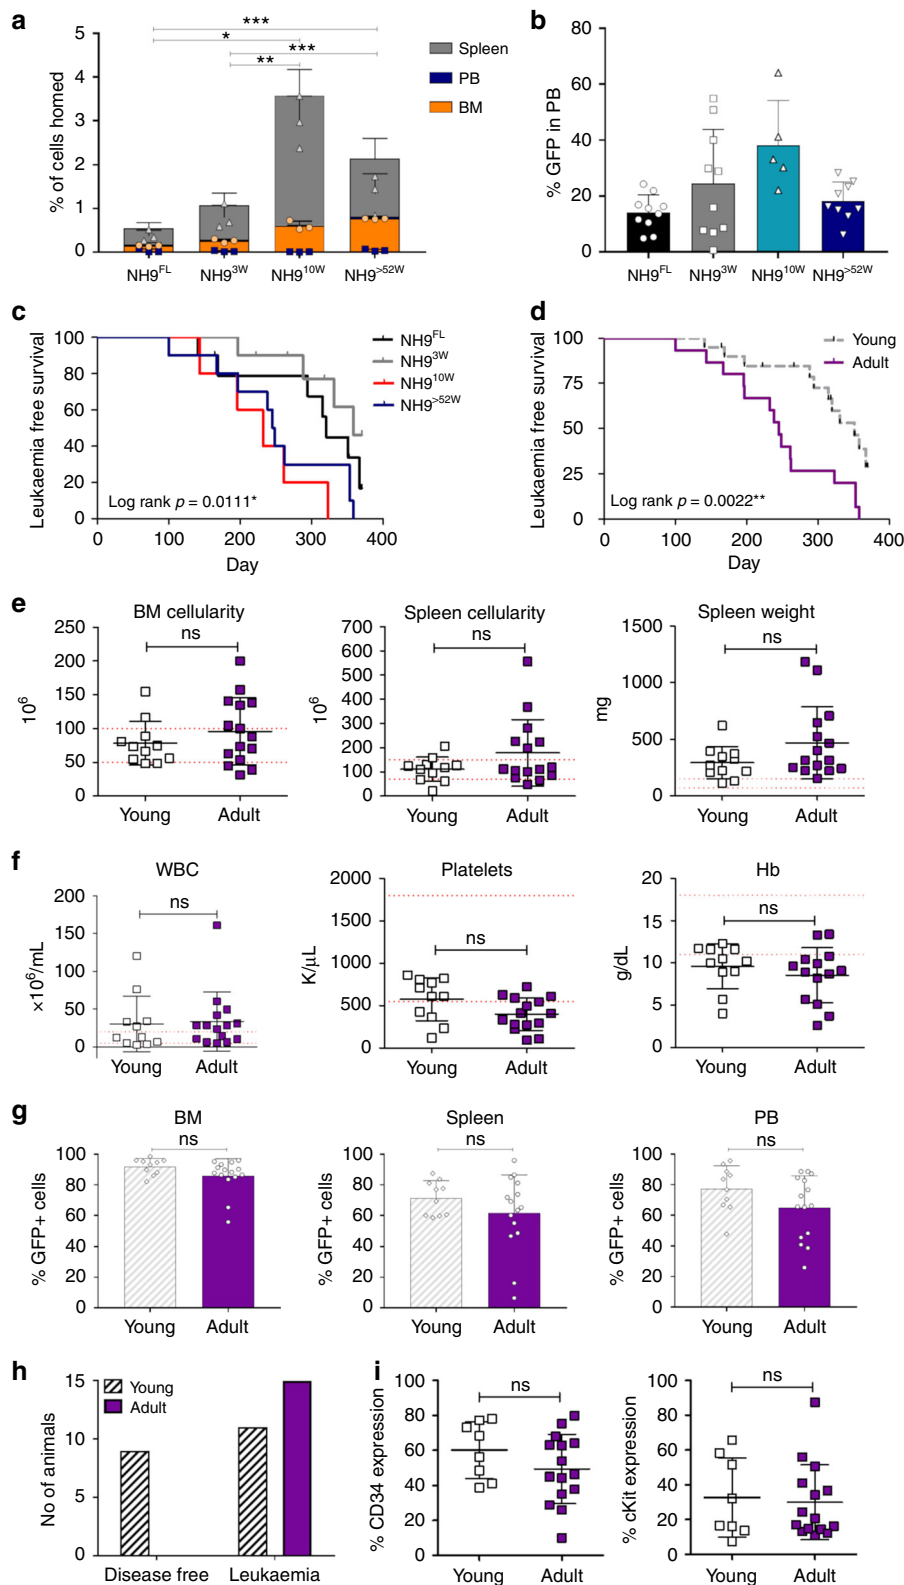 a
***
*
***
**
% of cells homed
5
4
3
2
1
0
NH9FL
NH93W
NH910W
NH9>52W
Spleen
PB
BM
b
% GFP in PB
80
60
40
20
0
NH9FL
NH93W
NH910W
NH9>52W
c
Leukaemia free survival
100
80
60
40
20
0
0
100
200
300
400
Day
NH9FL
NH93W
NH910W
NH9>52W
Log rank p = 0.0111*
d
Leukaemia free survival
100
75
50
25
0
0
100
200
300
400
Day
Young
Adult
Log rank p = 0.0022**
e
BM cellularity
ns
10^6
250
200
150
100
50
0
Young
Adult
Spleen cellularity
ns
10^6
700
600
500
400
300
200
100
0
Young
Adult
Spleen weight
ns
mg
1500
1000
500
0
Young
Adult
f
WBC
ns
×10^6/mL
200
150
100
50
0
Young
Adult
Platelets
ns
K/μL
2000
1500
1000
500
0
Young
Adult
Hb
ns
g/dL
20
15
10
5
0
Young
Adult
g
BM
ns
% GFP+ cells
100
80
60
40
20
0
Young
Adult
Spleen
ns
% GFP+ cells
100
80
60
40
20
0
Young
Adult
PB
ns
% GFP+ cells
100
80
60
40
20
0
Young
Adult
h
No of animals
15
10
5
0
Young
Adult
Disease free
Leukaemia
i
ns
% CD34 expression
100
80
60
40
20
0
Young
Adult
ns
% cKit expression
100
80
60
40
20
0
Young
Adult